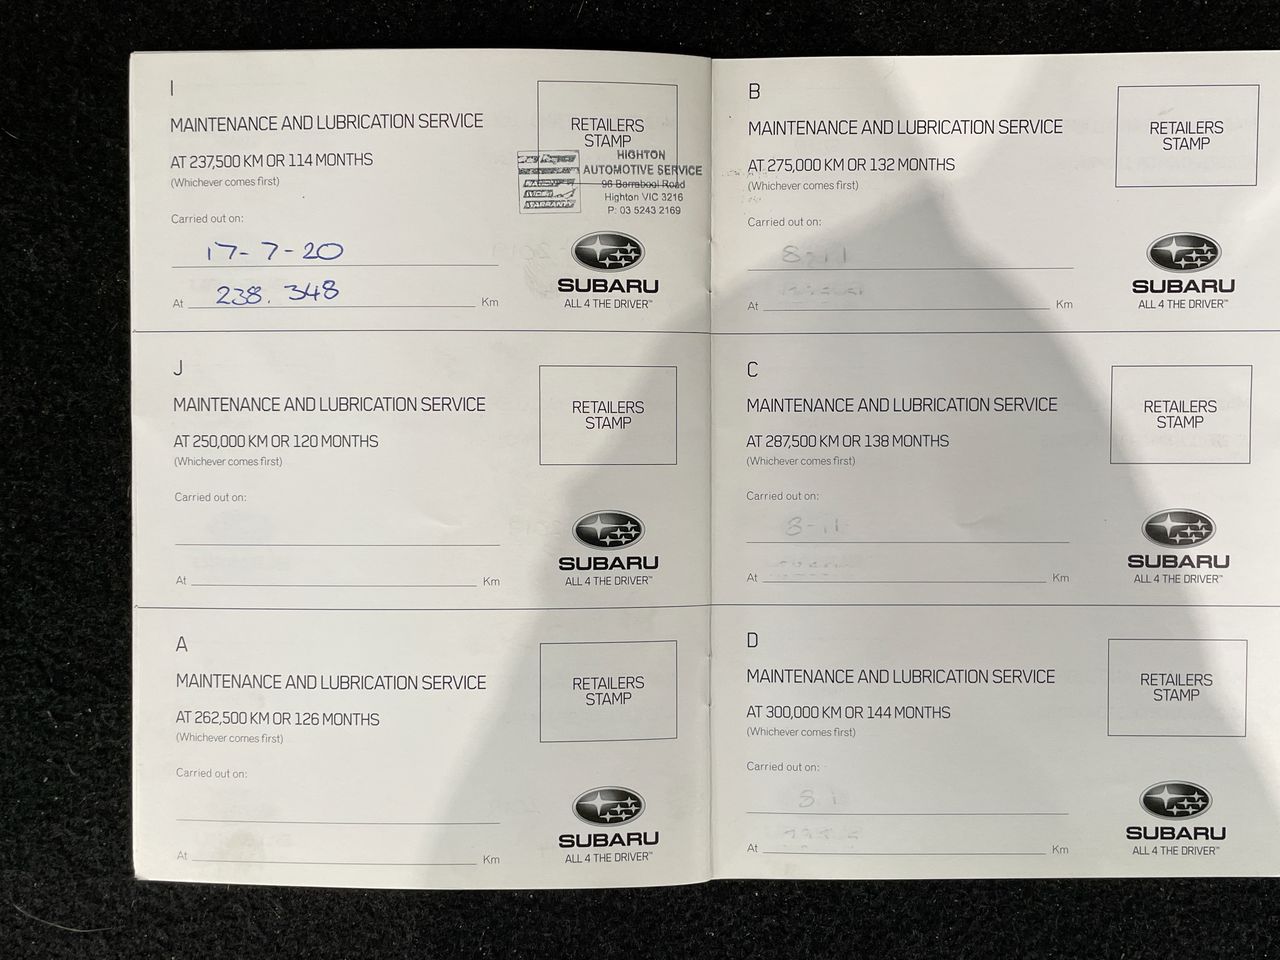 I
MAINTENANCE AND LUBRICATION SERVICE
AT 237,500 KM OR 114 MONTHS
(Whichever comes first)
Carried out on:
17-7-20
At 238.348 Km
RETAILERS
STAMP
HIGHTON
AUTOMOTIVE SERVICE
96 Barrabool Road
Highton VIC 3216
P: 03 5243 2169
WARRANTY
SUBARU
ALL 4 THE DRIVER™
J
MAINTENANCE AND LUBRICATION SERVICE
AT 250,000 KM OR 120 MONTHS
(Whichever comes first)
Carried out on:
At Km
RETAILERS
STAMP
SUBARU
ALL 4 THE DRIVER™
A
MAINTENANCE AND LUBRICATION SERVICE
AT 262,500 KM OR 126 MONTHS
(Whichever comes first)
Carried out on:
At Km
RETAILERS
STAMP
SUBARU
ALL 4 THE DRIVER™
B
MAINTENANCE AND LUBRICATION SERVICE
AT 275,000 KM OR 132 MONTHS
(Whichever comes first)
Carried out on:
At Km
RETAILERS
STAMP
SUBARU
ALL 4 THE DRIVER™
C
MAINTENANCE AND LUBRICATION SERVICE
AT 287,500 KM OR 138 MONTHS
(Whichever comes first)
Carried out on:
At Km
RETAILERS
STAMP
SUBARU
ALL 4 THE DRIVER™
D
MAINTENANCE AND LUBRICATION SERVICE
AT 300,000 KM OR 144 MONTHS
(Whichever comes first)
Carried out on:
At Km
RETAILERS
STAMP
SUBARU
ALL 4 THE DRIVER™